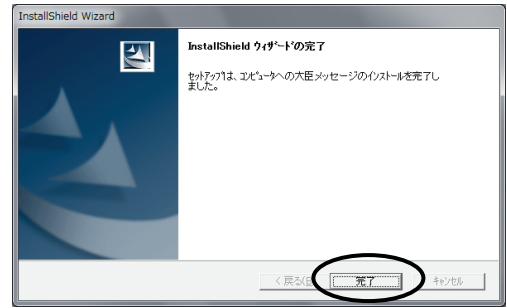 InstallShield Wizard
InstallShield ウィザードの完了
セットアップは、コンピュータへの大臣メッセージのインストールを完了し
ました。
< 戻る(B
完了
キャンセル